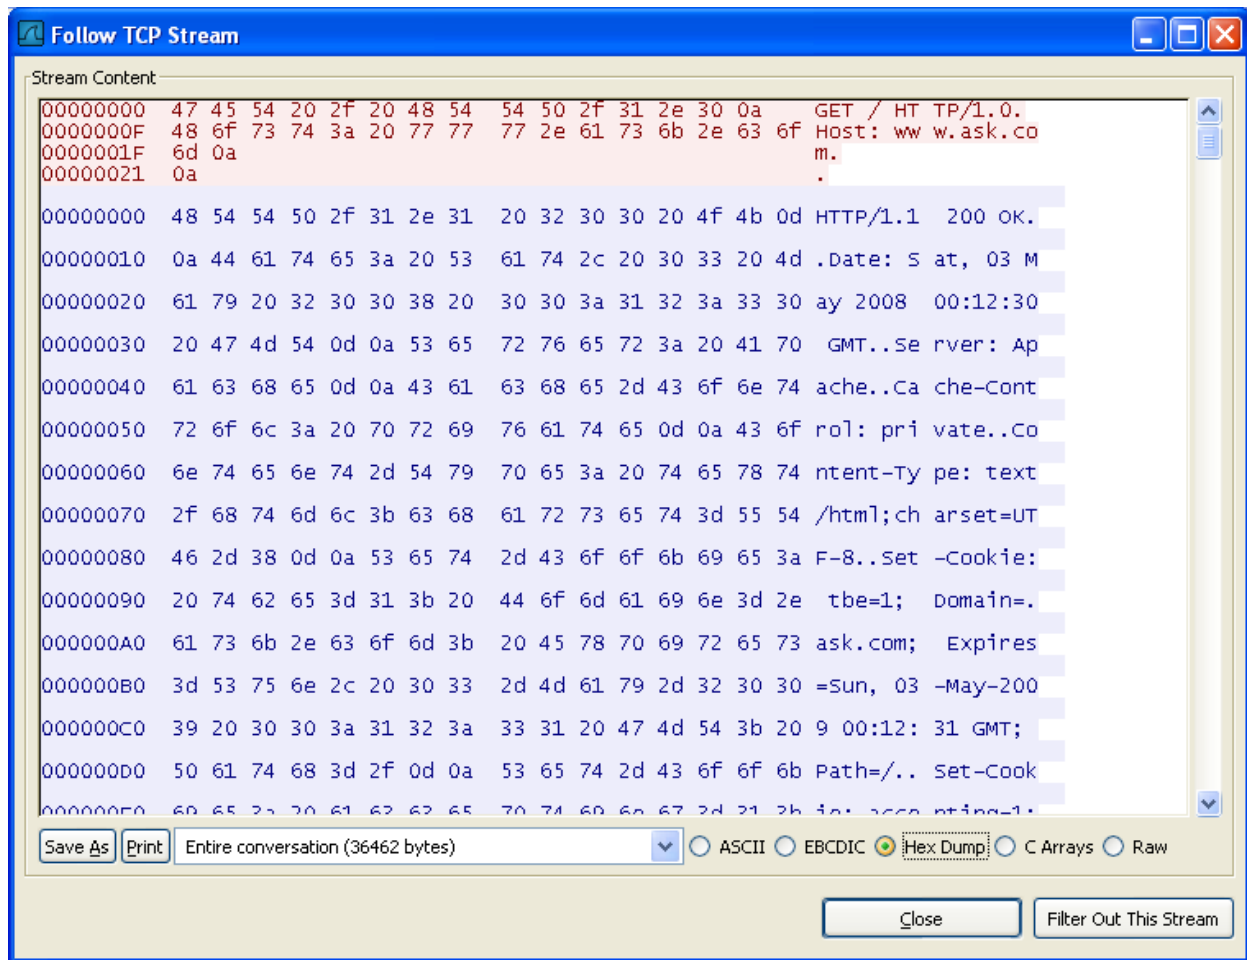 Follow TCP Stream
Stream Content
00000000 47 45 54 20 2f 20 48 54 54 50 2f 31 2e 30 0a GET / HT TP/1.0.
0000000F 48 6f 73 74 3a 20 77 77 77 2e 61 73 6b 2e 63 6f Host: ww w.ask.co
0000001F 6d 0a m.
00000021 0a .
00000000 48 54 54 50 2f 31 2e 31 20 32 30 30 20 4f 4b 0d HTTP/1.1 200 OK.
00000010 0a 44 61 74 65 3a 20 53 61 74 2c 20 30 33 20 4d .Date: S at, 03 M
00000020 61 79 20 32 30 30 38 20 30 30 3a 31 32 3a 33 30 ay 2008 00:12:30
00000030 20 47 4d 54 0d 0a 53 65 72 76 65 72 3a 20 41 70 GMT..Se rver: Ap
00000040 61 63 68 65 0d 0a 43 61 63 68 65 2d 43 6f 6e 74 ache..Ca che-Cont
00000050 72 6f 6c 3a 20 70 72 69 76 61 74 65 0d 0a 43 6f rol: pri vate..Co
00000060 6e 74 65 6e 74 2d 54 79 70 65 3a 20 74 65 78 74 ntent-Ty pe: text
00000070 2f 68 74 6d 6c 3b 63 68 61 72 73 65 74 3d 55 54 /html;ch arset=UT
00000080 46 2d 38 0d 0a 53 65 74 2d 43 6f 6f 6b 69 65 3a F-8..Set -Cookie:
00000090 20 74 62 65 3d 31 3b 20 44 6f 6d 61 69 6e 3d 2e tbe=1; Domain=.
000000A0 61 73 6b 2e 63 6f 6d 3b 20 45 78 70 69 72 65 73 ask.com; Expires
000000B0 3d 53 75 6e 2c 20 30 33 2d 4d 61 79 2d 32 30 30 =Sun, 03 -May-200
000000C0 39 20 30 30 3a 31 32 3a 33 31 20 47 4d 54 3b 20 9 00:12: 31 GMT;
000000D0 50 61 74 68 3d 2f 0d 0a 53 65 74 2d 43 6f 6f 6b Path=/.. Set-Cook
Save As Print Entire conversation (36462 bytes) ASCII EBCDIC Hex Dump C Arrays Raw
Close Filter Out This Stream